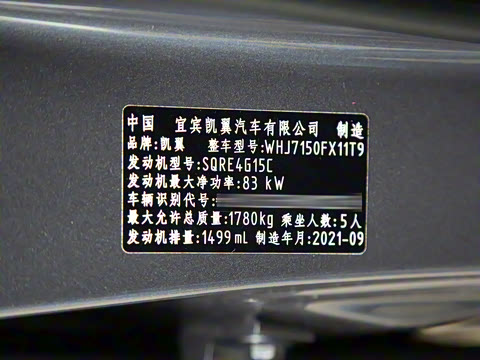 中国 宜宾凯翼汽车有限公司 制造
品牌:凯翼 整车型号:WHJ7150FX11T9
发动机型号:SQRE4G15C
发动机最大净功率:83 kW
车辆识别代号:
最大允许总质量:1780kg 乘坐人数:5人
发动机排量:1499mL 制造年月:2021-09